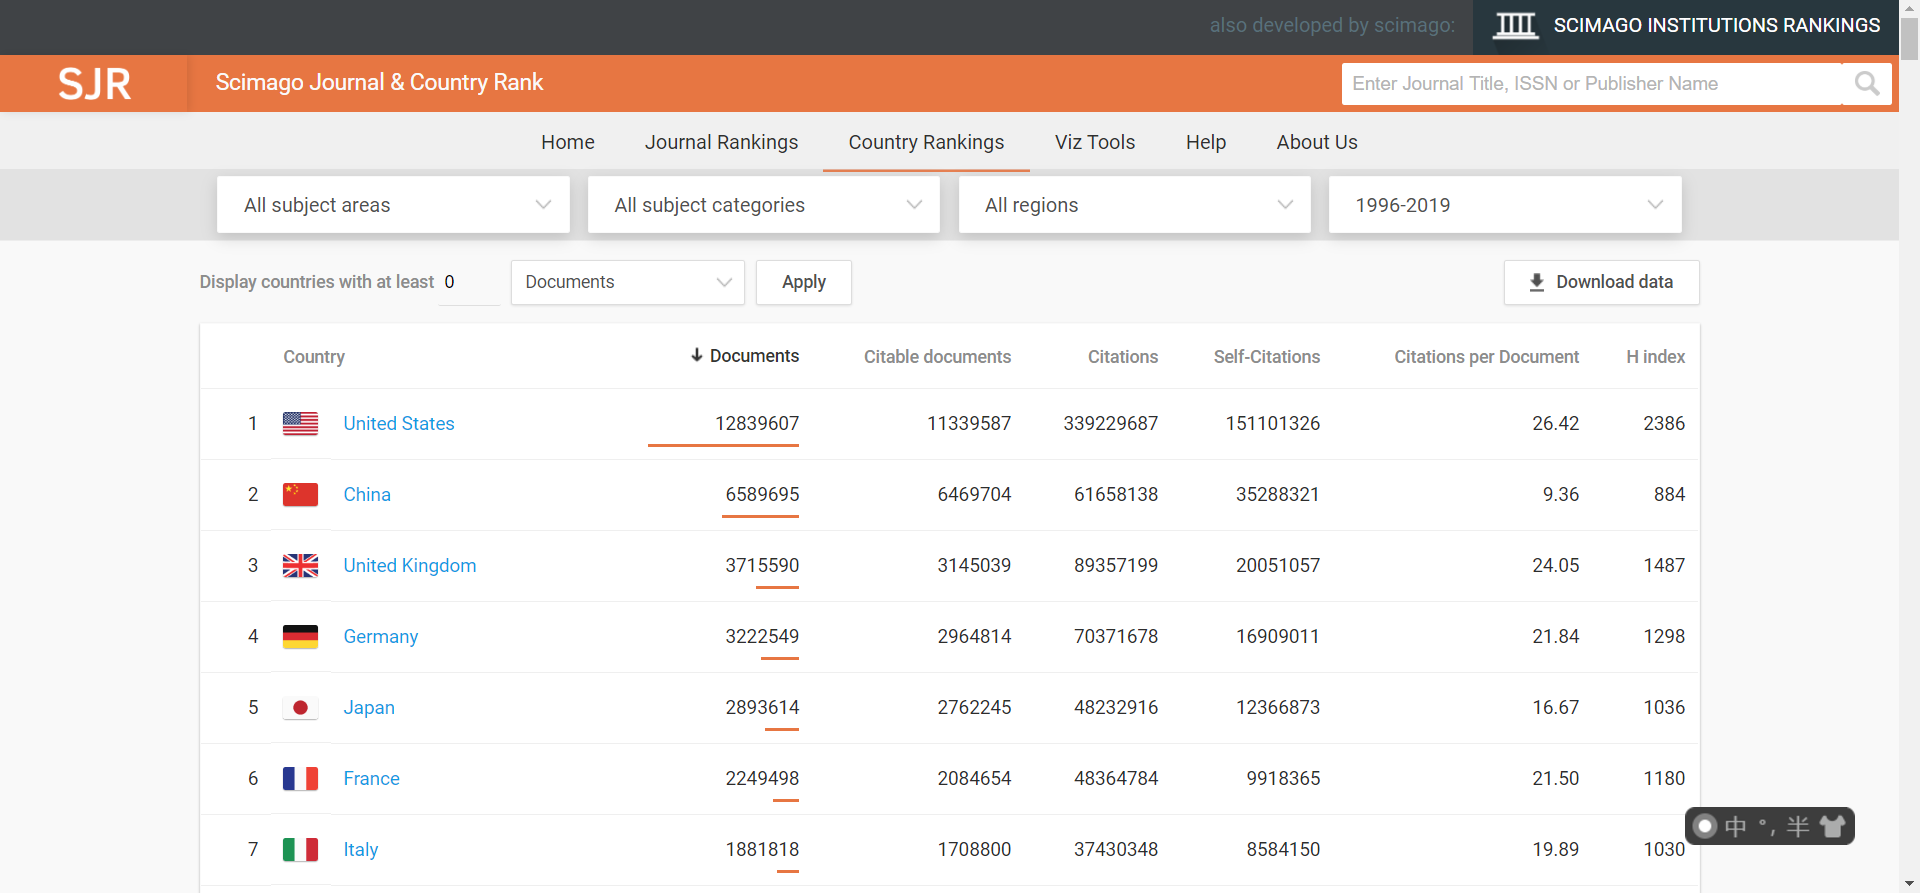 also developed by scimago:
SCIMAGO INSTITUTIONS RANKINGS
SJR
Scimago Journal & Country Rank
Enter Journal Title, ISSN or Publisher Name
Home Journal Rankings Country Rankings Viz Tools Help About Us
All subject areas All subject categories All regions 1996-2019
Display countries with at least 0 Documents Apply Download data
Country Documents Citable documents Citations Self-Citations Citations per Document H index
1 United States 12839607 11339587 339229687 151101326 26.42 2386
2 China 6589695 6469704 61658138 35288321 9.36 884
3 United Kingdom 3715590 3145039 89357199 20051057 24.05 1487
4 Germany 3222549 2964814 70371678 16909011 21.84 1298
5 Japan 2893614 2762245 48232916 12366873 16.67 1036
6 France 2249498 2084654 48364784 9918365 21.50 1180
中 °, 半
7 Italy 1881818 1708800 37430348 8584150 19.89 1030